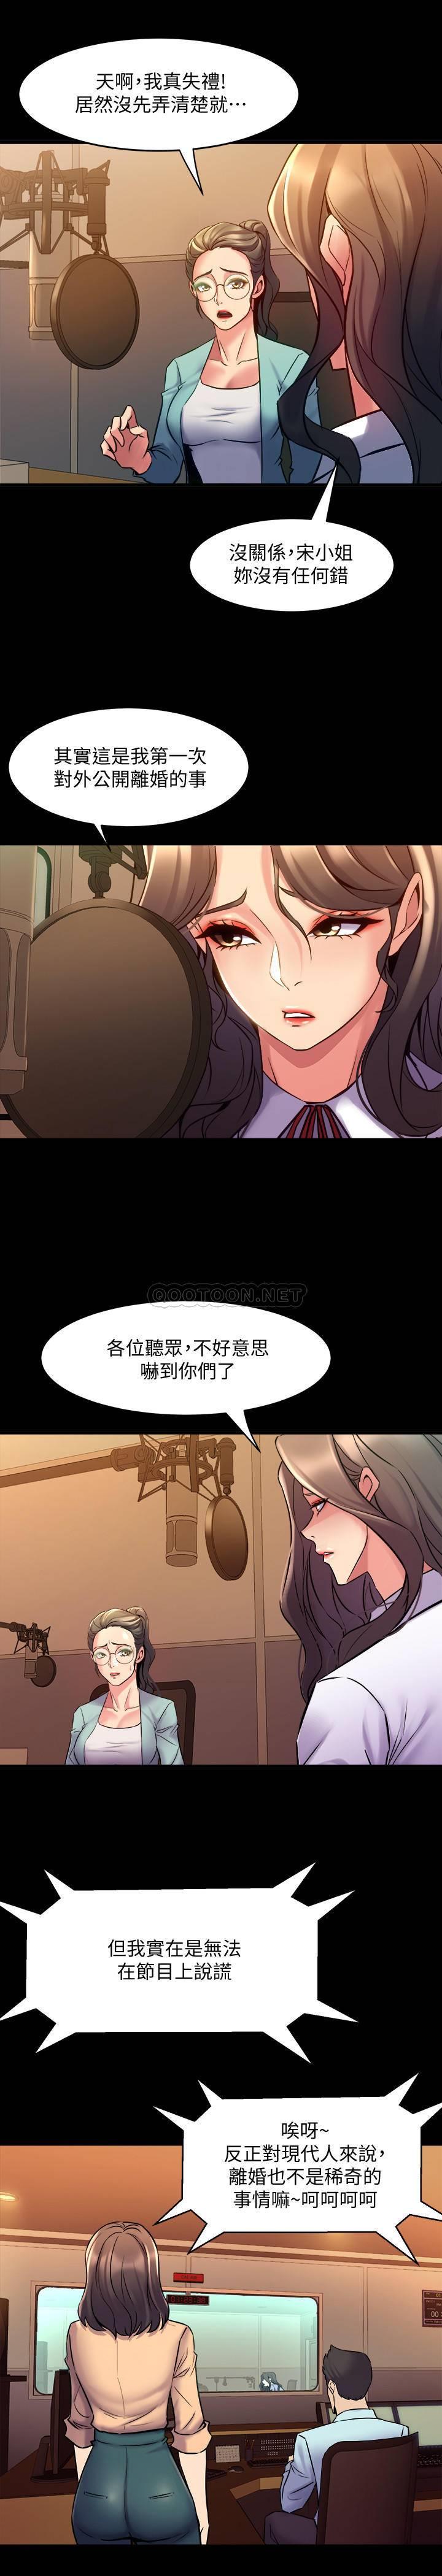 天啊,我真失禮!
居然沒先弄清楚就⋯
沒關係,宋小姐
妳沒有任何錯
其實這是我第一次
對外公開離婚的事
QOOTOON.NET
各位聽眾,不好意思
嚇到你們了
但我實在是無法
在節目上說謊
唉呀~
反正對現代人來說,
離婚也不是稀奇的
事情嘛~呵呵呵呵